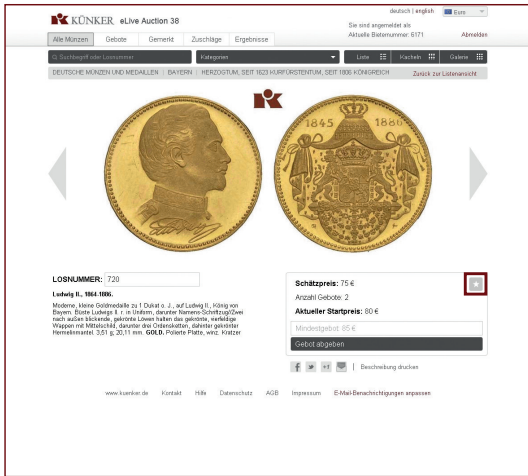 deutsch | english
Euro
KÜNKER eLive Auction 38
Sie sind angemeldet als
Aktuelle Bieternummer: 6171
Abmelden
Alle Münzen Gebote Gemerkt Zuschläge Ergebnisse
Suchbegriff oder Losnummer Kategorien Liste Kacheln Galerie
DEUTSCHE MÜNZEN UND MEDAILLEN | BAYERN | HERZOGTUM, SEIT 1623 KURFÜRSTENTUM, SEIT 1806 KÖNIGREICH Zurück zur Listenansicht
1845 1886
LOSNUMMER: 720
Ludwig II., 1864-1886.
Moderne, kleine Goldmedaille zu 1 Dukat o. J., auf Ludwig II., König von
Bayern. Büste Ludwigs II. r. in Uniform, darunter Namens-Schriftzug//Zwei
nach außen blickende, gekrönte Löwen halten das gekrönte, vierfeldige
Wappen mit Mittelschild, darunter drei Ordensketten, dahinter gekrönter
Hermelinmantel. 3,51 g; 20,11 mm. GOLD. Polierte Platte, winz. Kratzer
Schätzpreis: 75 €
Anzahl Gebote: 2
Aktueller Startpreis: 80 €
Mindestgebot: 85 €
Gebot abgeben
f +1 | Beschreibung drucken
www.kuenker.de Kontakt Hilfe Datenschutz AGB Impressum E-Mail-Benachrichtigungen anpassen